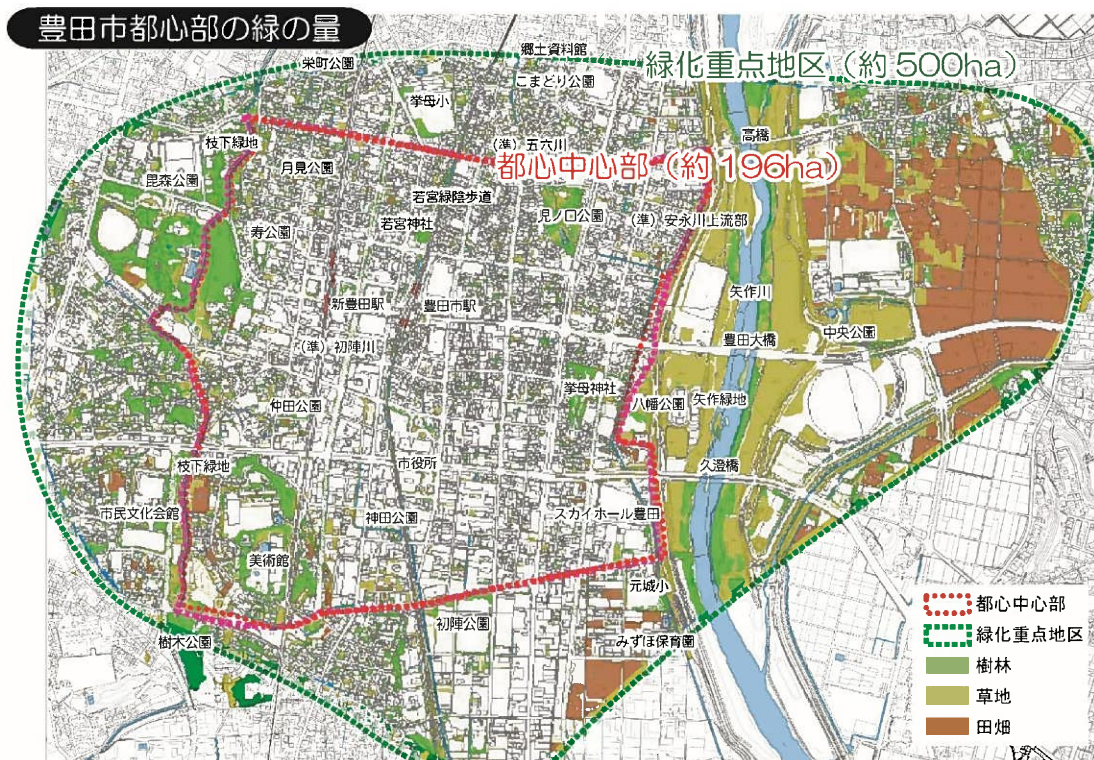 豊田市都心部の緑の量
郷土資料館
栄町公園
緑化重点地区（約500ha）
こまどり公園
挙母小
高橋
枝下緑地
（準）五六川
月見公園
都心中心部（約196ha）
毘森公園
若宮緑陰歩道
児ノ口公園
（準）安永川上流部
若宮神社
寿公園
矢作川
新豊田駅
豊田市駅
中央公園
豊田大橋
（準）初陣川
挙母神社
仲田公園
八幡公園
矢作緑地
枝下緑地
市役所
久澄橋
市民文化会館
神田公園
スカイホール豊田
美術館
元城小
都心中心部
初陣公園
樹木公園
みずほ保育園
緑化重点地区
樹林
草地
田畑